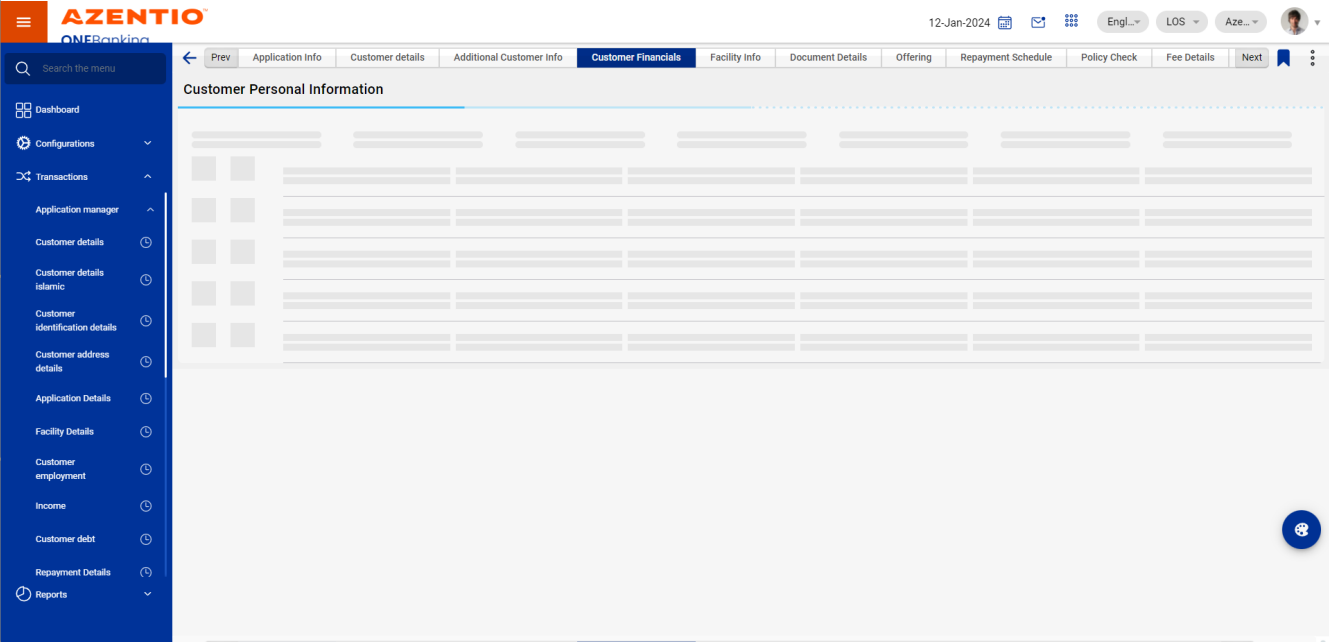 AZENTIO™
ONEBanking
12-Jan-2024
Engl...
LOS
Aze...
Search the menu
Prev
Application Info
Customer details
Additional Customer Info
Customer Financials
Facility Info
Document Details
Offering
Repayment Schedule
Policy Check
Fee Details
Next
Customer Personal Information
Dashboard
Configurations
Transactions
Application manager
Customer details
Customer details
islamic
Customer
identification details
Customer address
details
Application Details
Facility Details
Customer
employment
Income
Customer debt
Repayment Details
Reports